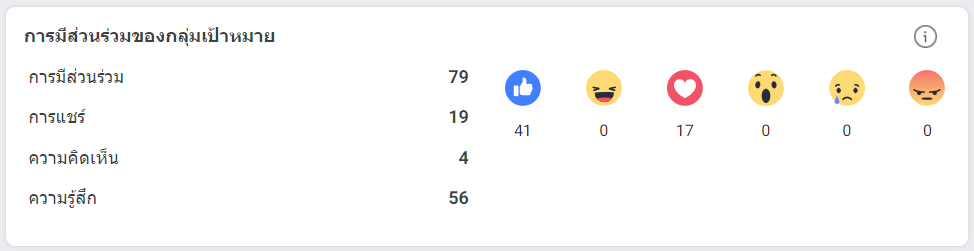 การมีส่วนร่วมของกลุ่มเป้าหมาย
การมีส่วนร่วม 79
การแชร์ 19
ความคิดเห็น 4
ความรู้สึก 56
41 0 17 0 0 0